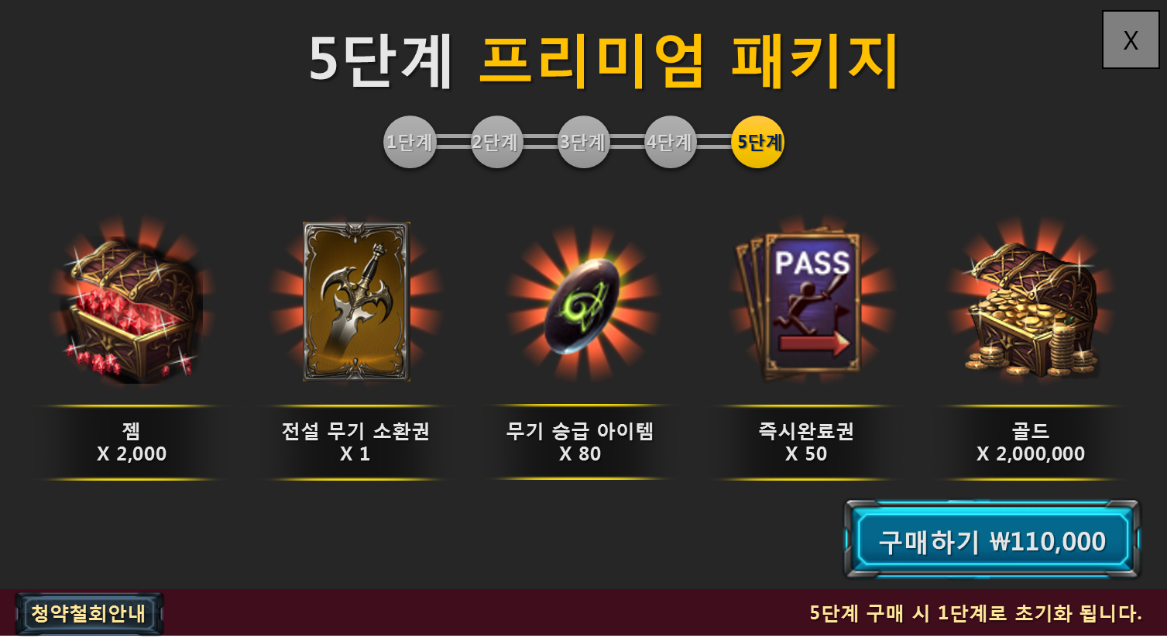 5단계 프리미엄 패키지
X
1단계 2단계 3단계 4단계 5단계
PASS
젬
X 2,000
전설 무기 소환권
X 1
무기 승급 아이템
X 80
즉시완료권
X 50
골드
X 2,000,000
구매하기 ₩110,000
청약철회안내
5단계 구매 시 1단계로 초기화 됩니다.